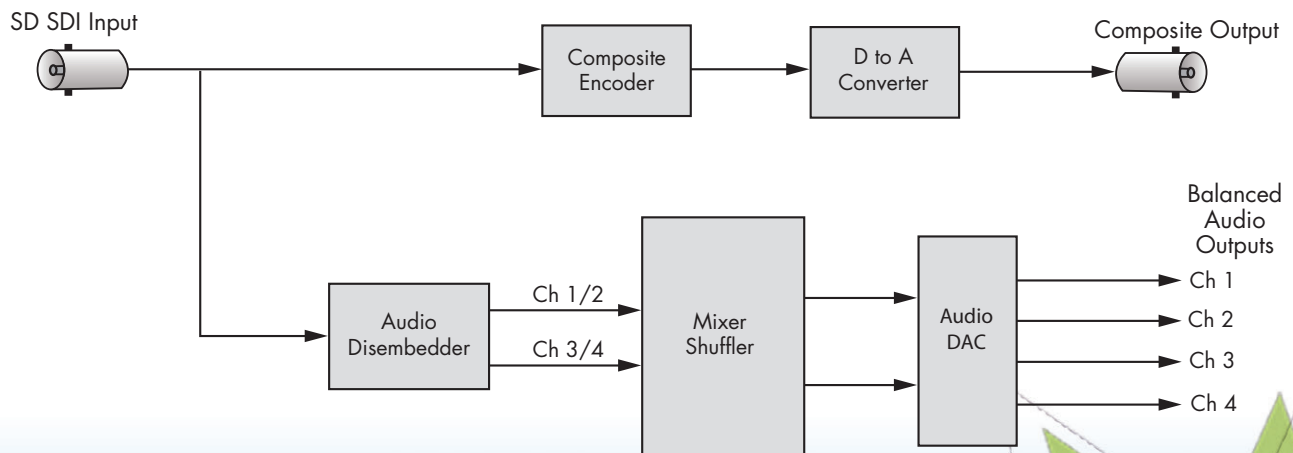 SD SDI Input
Composite
Encoder
D to A
Converter
Composite Output
Audio
Disembedder
Ch 1/2
Ch 3/4
Mixer
Shuffler
Audio
DAC
Balanced
Audio
Outputs
Ch 1
Ch 2
Ch 3
Ch 4